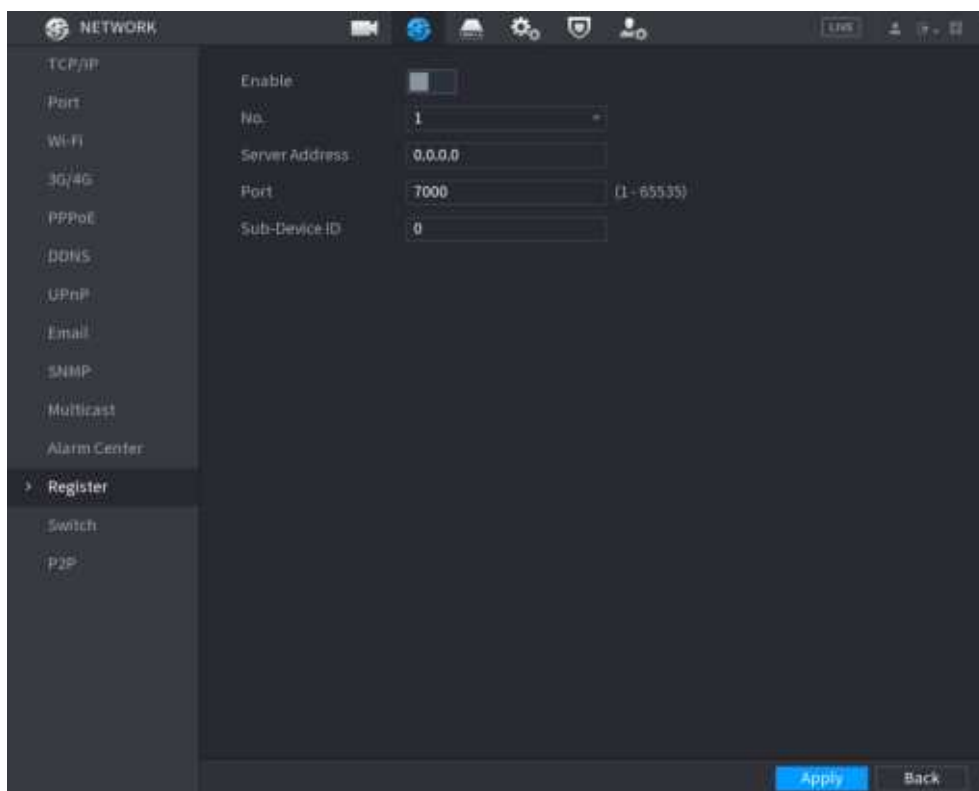 NETWORK
LIVE
TCP/IP
Port
Wi-Fi
3G/4G
PPPoE
DDNS
UPnP
Email
SNMP
Multicast
Alarm Center
Register
Switch
P2P
Enable
No. 1
Server Address 0.0.0.0
Port 7000 (1 - 65535)
Sub-Device ID 0
Apply Back